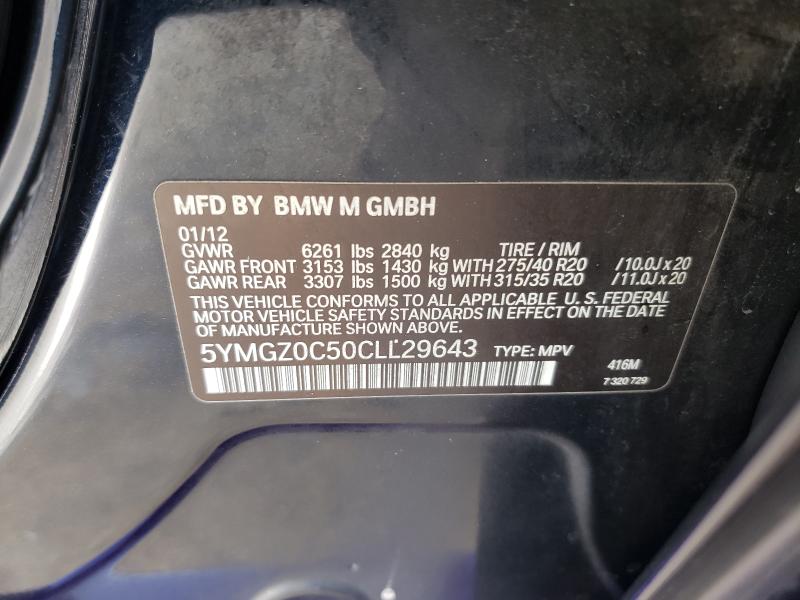 MFD BY BMW M GMBH
01/12
GVWR 6261 lbs 2840 kg TIRE / RIM
GAWR FRONT 3153 lbs 1430 kg WITH 275/40 R20 /10.0J x 20
GAWR REAR 3307 lbs 1500 kg WITH 315/35 R20 /11.0J x 20
THIS VEHICLE CONFORMS TO ALL APPLICABLE U. S. FEDERAL
MOTOR VEHICLE SAFETY STANDARDS IN EFFECT ON THE DATE
OF MANUFACTURE SHOWN ABOVE.
5YMGZ0C50CLL29643 TYPE: MPV 416M
7 320 729